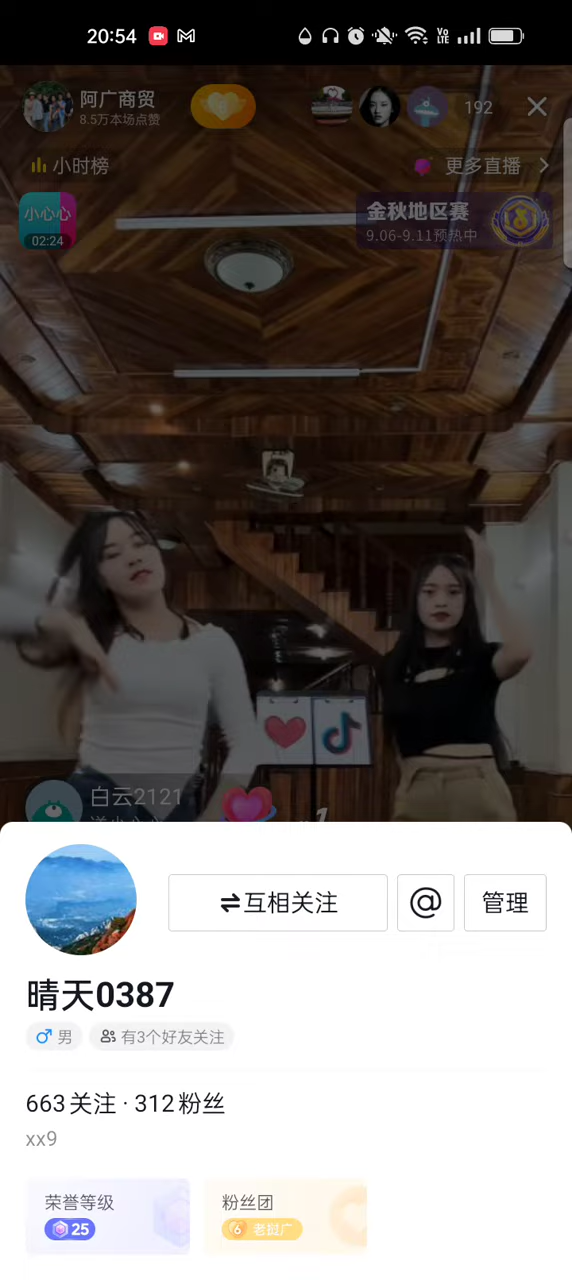 20:54
阿广商贸
8.5万本场点赞
192
小时榜
更多直播
小心心
02:24
金秋地区赛
9.06-9.11预热中
白云2121
互相关注
@
管理
晴天0387
男
有3个好友关注
663关注 · 312粉丝
xx9
荣誉等级
粉丝团
25
6 老挝广